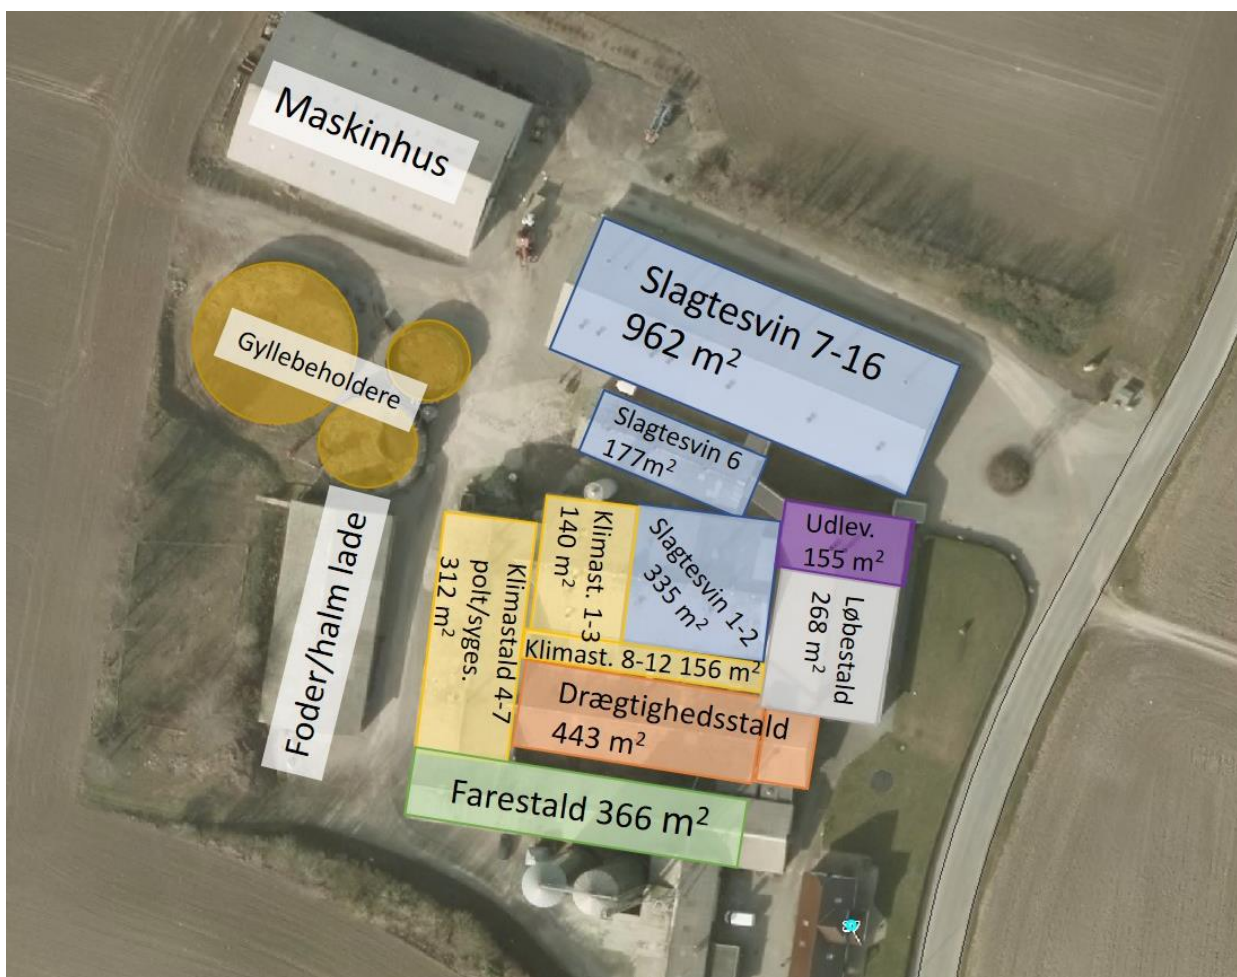 Maskinhus
Slagtesvin 7-16
962 m²
Gyllebeholdere
Slagtesvin 6
177m²
Foder/halm lade
Klimastald 4-7
polt/syges.
312 m²
Klimast. 1-3
140 m²
Slagtesvin 1-2
335 m²
Udlev.
155 m²
Løbestald
268 m²
Klimast. 8-12 156 m²
Drægtighedsstald
443 m²
Farestald 366 m²